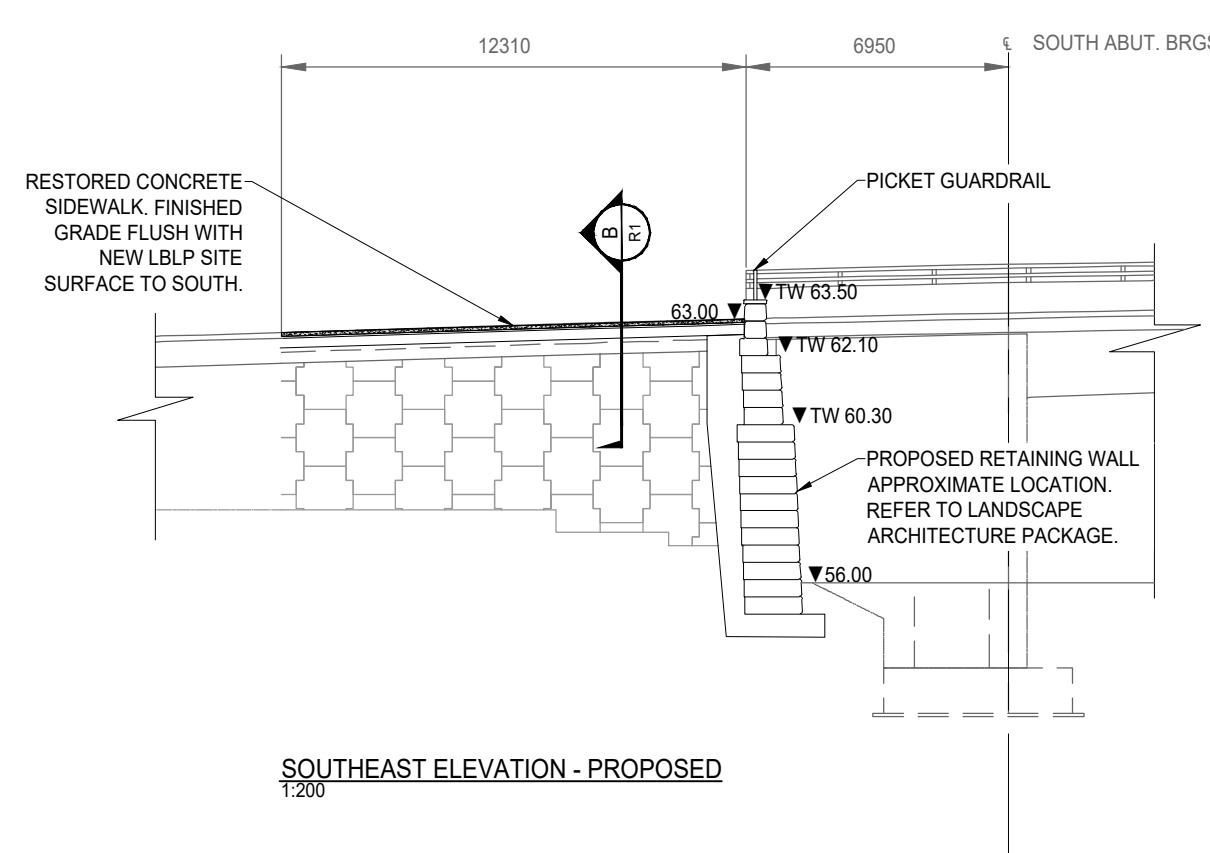 12310
6950
℄ SOUTH ABUT. BRGS
RESTORED CONCRETE
SIDEWALK. FINISHED
GRADE FLUSH WITH
NEW LBLP SITE
SURFACE TO SOUTH.
B
R1
PICKET GUARDRAIL
TW 63.50
63.00
TW 62.10
TW 60.30
PROPOSED RETAINING WALL
APPROXIMATE LOCATION.
REFER TO LANDSCAPE
ARCHITECTURE PACKAGE.
56.00
SOUTHEAST ELEVATION - PROPOSED
1:200